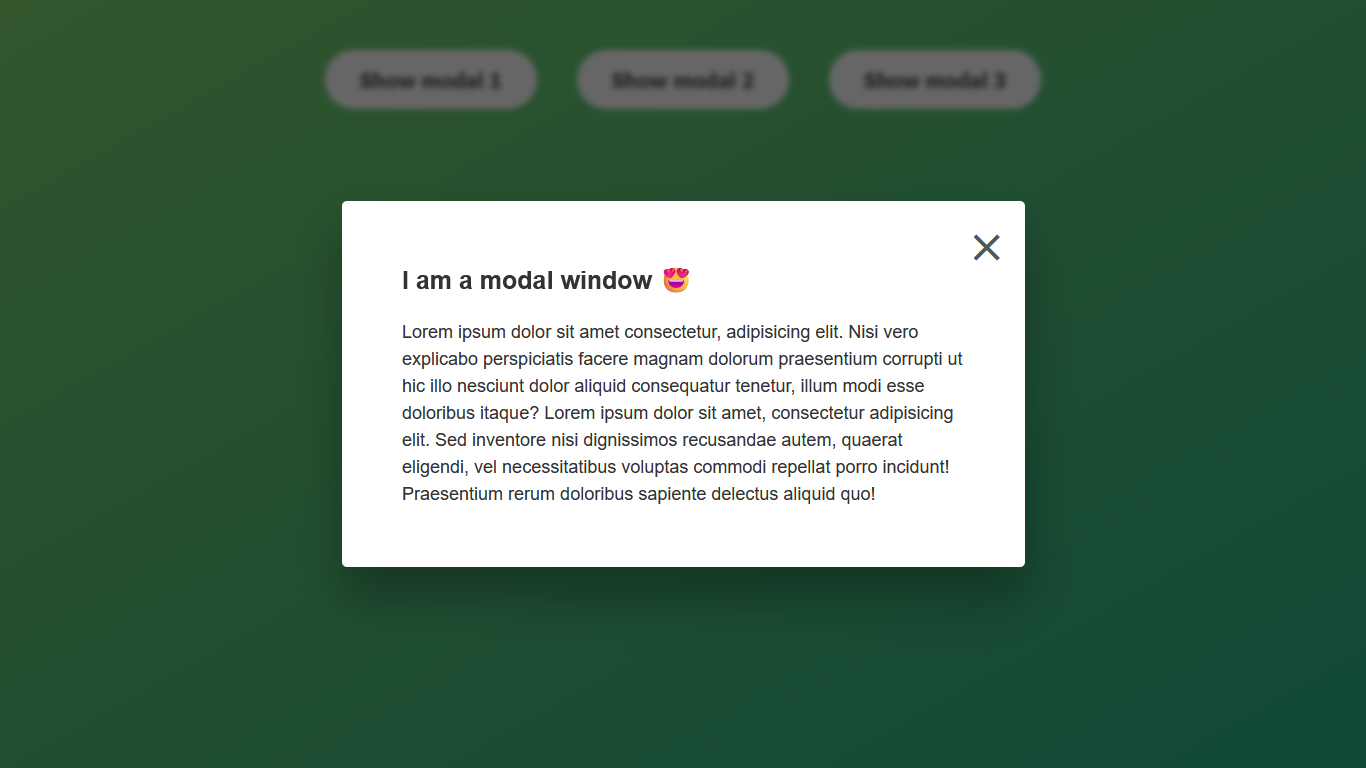 Show modal 1 Show modal 2 Show modal 3
×
I am a modal window 😍
Lorem ipsum dolor sit amet consectetur, adipisicing elit. Nisi vero
explicabo perspiciatis facere magnam dolorum praesentium corrupti ut
hic illo nesciunt dolor aliquid consequatur tenetur, illum modi esse
doloribus itaque? Lorem ipsum dolor sit amet, consectetur adipisicing
elit. Sed inventore nisi dignissimos recusandae autem, quaerat
eligendi, vel necessitatibus voluptas commodi repellat porro incidunt!
Praesentium rerum doloribus sapiente delectus aliquid quo!